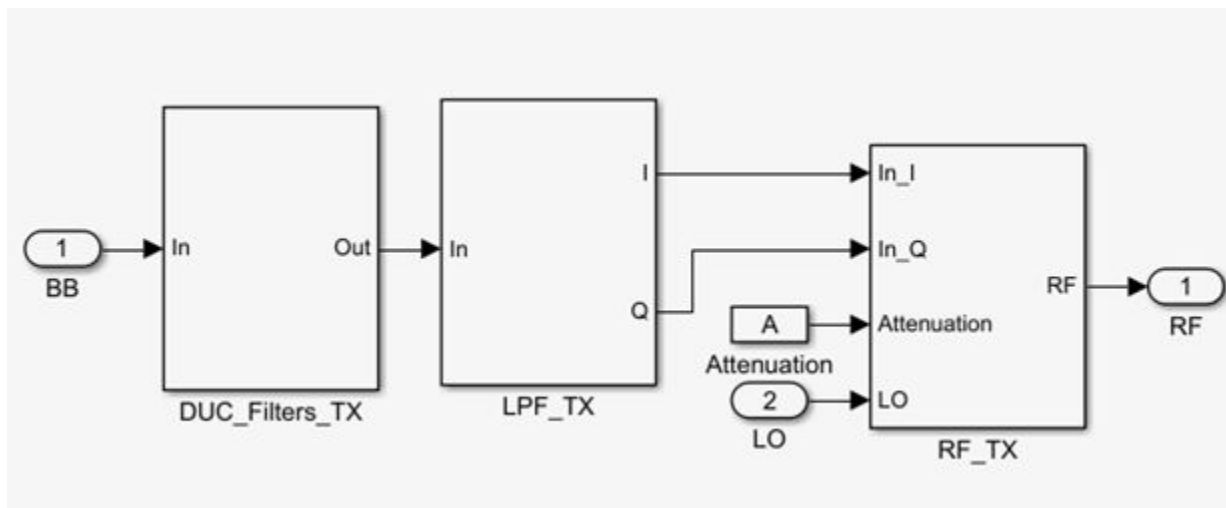 1
BB
In
Out
DUC_Filters_TX
In
I
Q
LPF_TX
A
Attenuation
2
LO
In_I
In_Q
Attenuation
LO
RF
RF_TX
1
RF